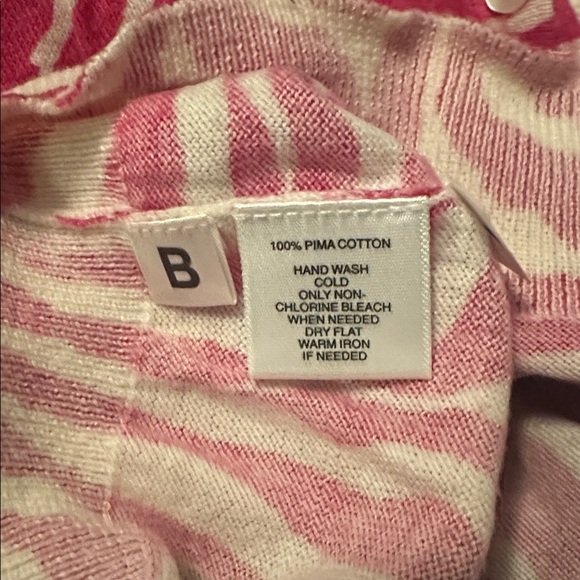 B
100% PIMA COTTON
HAND WASH
COLD
ONLY NON-
CHLORINE BLEACH
WHEN NEEDED
DRY FLAT
WARM IRON
IF NEEDED